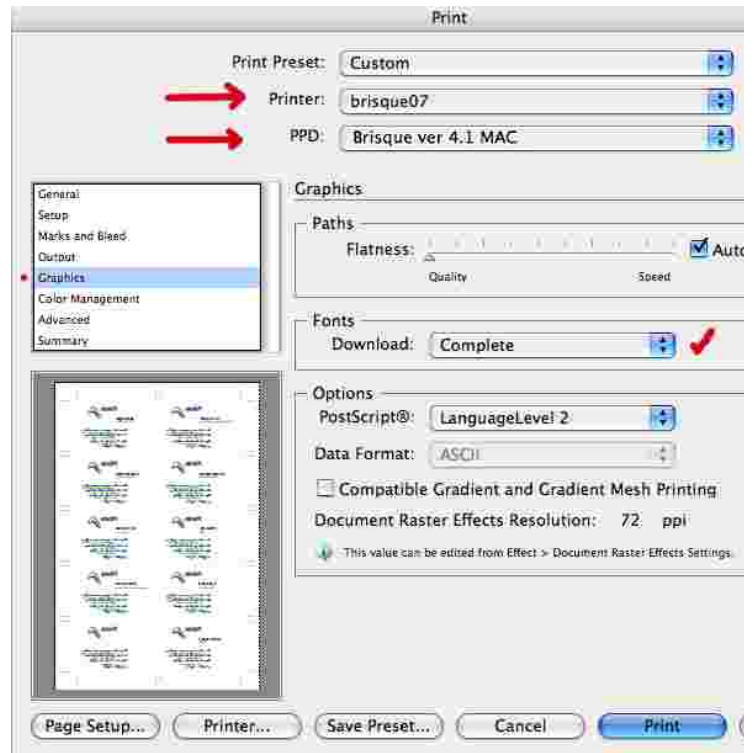 Print
Print Preset: Custom
Printer: brisque07
PPD: Brisque ver 4.1 MAC
General
Setup
Marks and Bleed
Output
Graphics
Color Management
Advanced
Summary
Graphics
Paths
Flatness: Auto
Quality Speed
Fonts
Download: Complete
Options
PostScript®: LanguageLevel 2
Data Format: ASCII
Compatible Gradient and Gradient Mesh Printing
Document Raster Effects Resolution: 72 ppi
This value can be edited from Effect > Document Raster Effects Settings.
Page Setup... Printer... Save Preset... Cancel Print